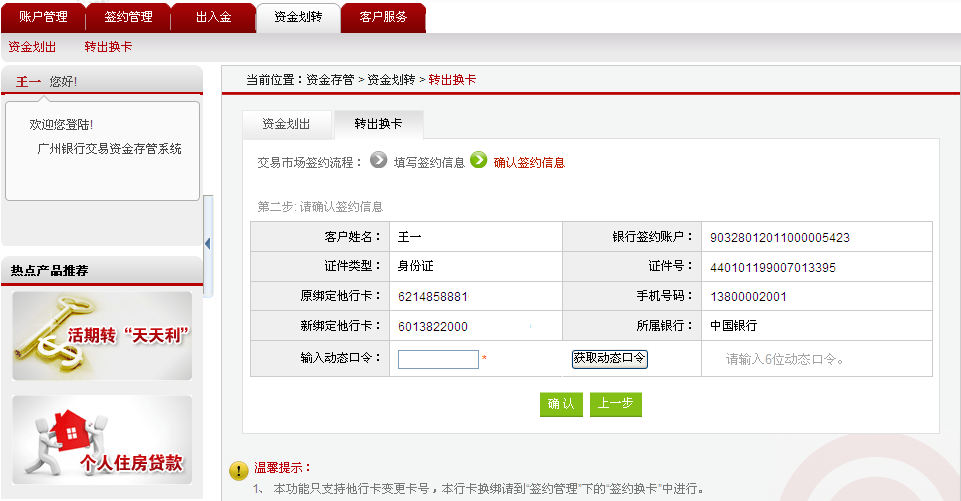 账户管理 签约管理 出入金 资金划转 客户服务
资金划出 转出换卡
王一 您好!
欢迎您登陆!
广州银行交易资金存管系统
热点产品推荐
活期转“天天利”
个人住房贷款
当前位置：资金存管 > 资金划转 > 转出换卡
资金划出 转出换卡
交易市场签约流程： 填写签约信息 确认签约信息
第二步: 请确认签约信息
客户姓名： 王一 银行签约账户： 90328012011000005423
证件类型： 身份证 证件号： 440101199007013395
原绑定他行卡： 6214858881 手机号码： 13800002001
新绑定他行卡： 6013822000 所属银行： 中国银行
输入动态口令： * 获取动态口令 请输入6位动态口令。
确 认 上一步
温馨提示：
1、 本功能只支持他行卡变更卡号，本行卡换绑请到“签约管理”下的“签约换卡”中进行。